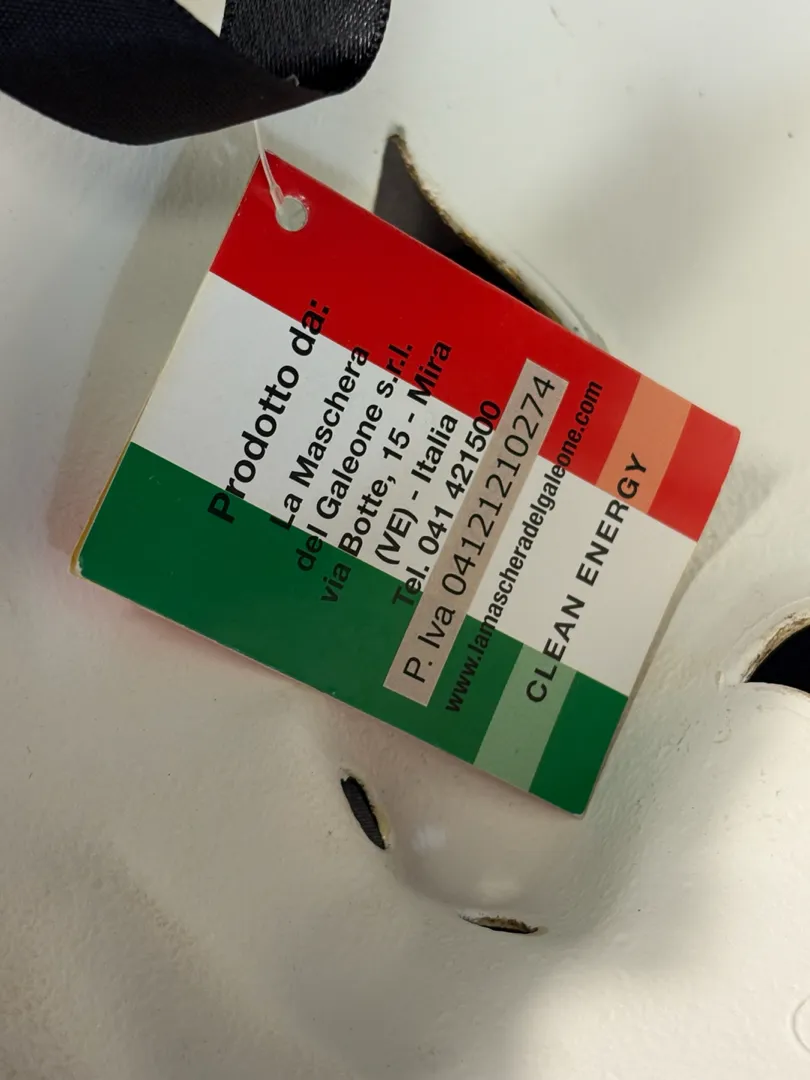 Prodotto da:
La Maschera
del Galeone s.r.l.
via Botte, 15 - Mira
(VE) - Italia
Tel. 041 421500
P. Iva 04121210274
www.lamascheradelgaleone.com
CLEAN ENERGY